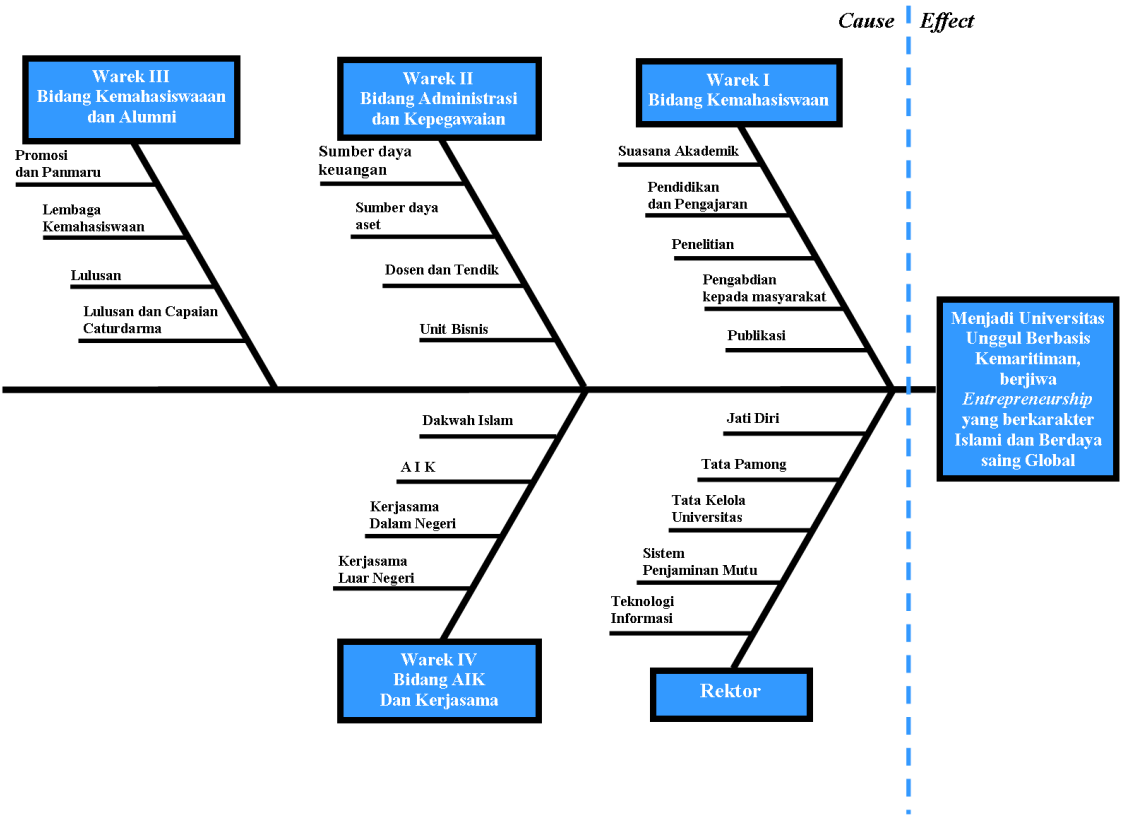 Cause Effect
Warek III
Bidang Kemahasiswaaan
dan Alumni
Promosi
dan Panmaru
Lembaga
Kemahasiswaan
Lulusan
Lulusan dan Capaian
Caturdarma
Warek II
Bidang Administrasi
dan Kepegawaian
Sumber daya
keuangan
Sumber daya
aset
Dosen dan Tendik
Unit Bisnis
Warek I
Bidang Kemahasiswaan
Suasana Akademik
Pendidikan
dan Pengajaran
Penelitian
Pengabdian
kepada masyarakat
Publikasi
Menjadi Universitas
Unggul Berbasis
Kemaritiman,
berjiwa
Entrepreneurship
yang berkarakter
Islami dan Berdaya
saing Global
Dakwah Islam
A I K
Kerjasama
Dalam Negeri
Kerjasama
Luar Negeri
Warek IV
Bidang AIK
Dan Kerjasama
Jati Diri
Tata Pamong
Tata Kelola
Universitas
Sistem
Penjaminan Mutu
Teknologi
Informasi
Rektor